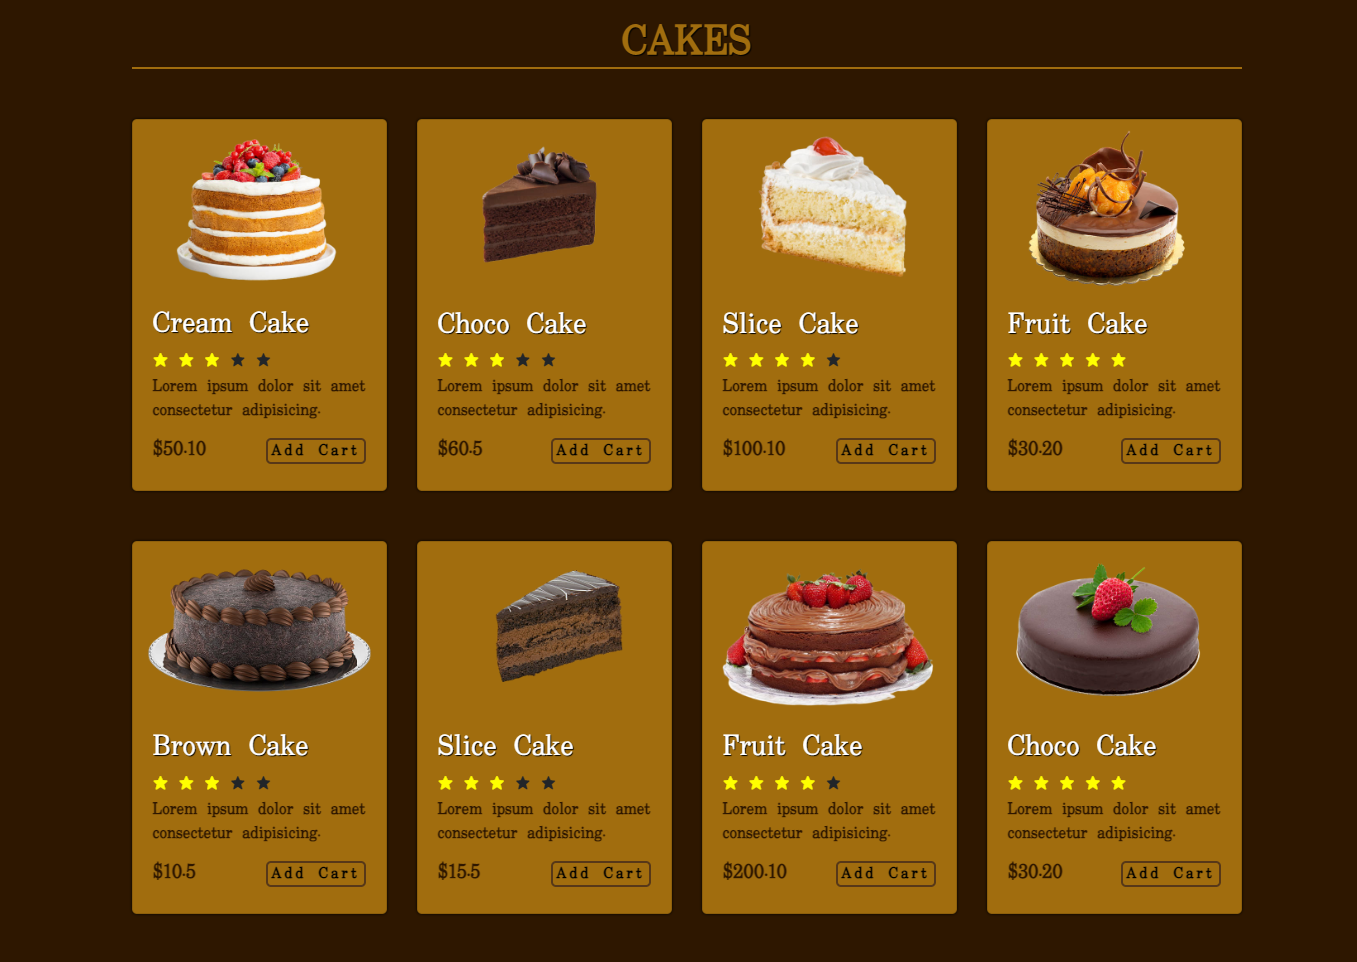 CAKES
Cream Cake
Lorem ipsum dolor sit amet
consectetur adipisicing.
$50.10 Add Cart
Choco Cake
Lorem ipsum dolor sit amet
consectetur adipisicing.
$60.5 Add Cart
Slice Cake
Lorem ipsum dolor sit amet
consectetur adipisicing.
$100.10 Add Cart
Fruit Cake
Lorem ipsum dolor sit amet
consectetur adipisicing.
$30.20 Add Cart
Brown Cake
Lorem ipsum dolor sit amet
consectetur adipisicing.
$10.5 Add Cart
Slice Cake
Lorem ipsum dolor sit amet
consectetur adipisicing.
$15.5 Add Cart
Fruit Cake
Lorem ipsum dolor sit amet
consectetur adipisicing.
$200.10 Add Cart
Choco Cake
Lorem ipsum dolor sit amet
consectetur adipisicing.
$30.20 Add Cart